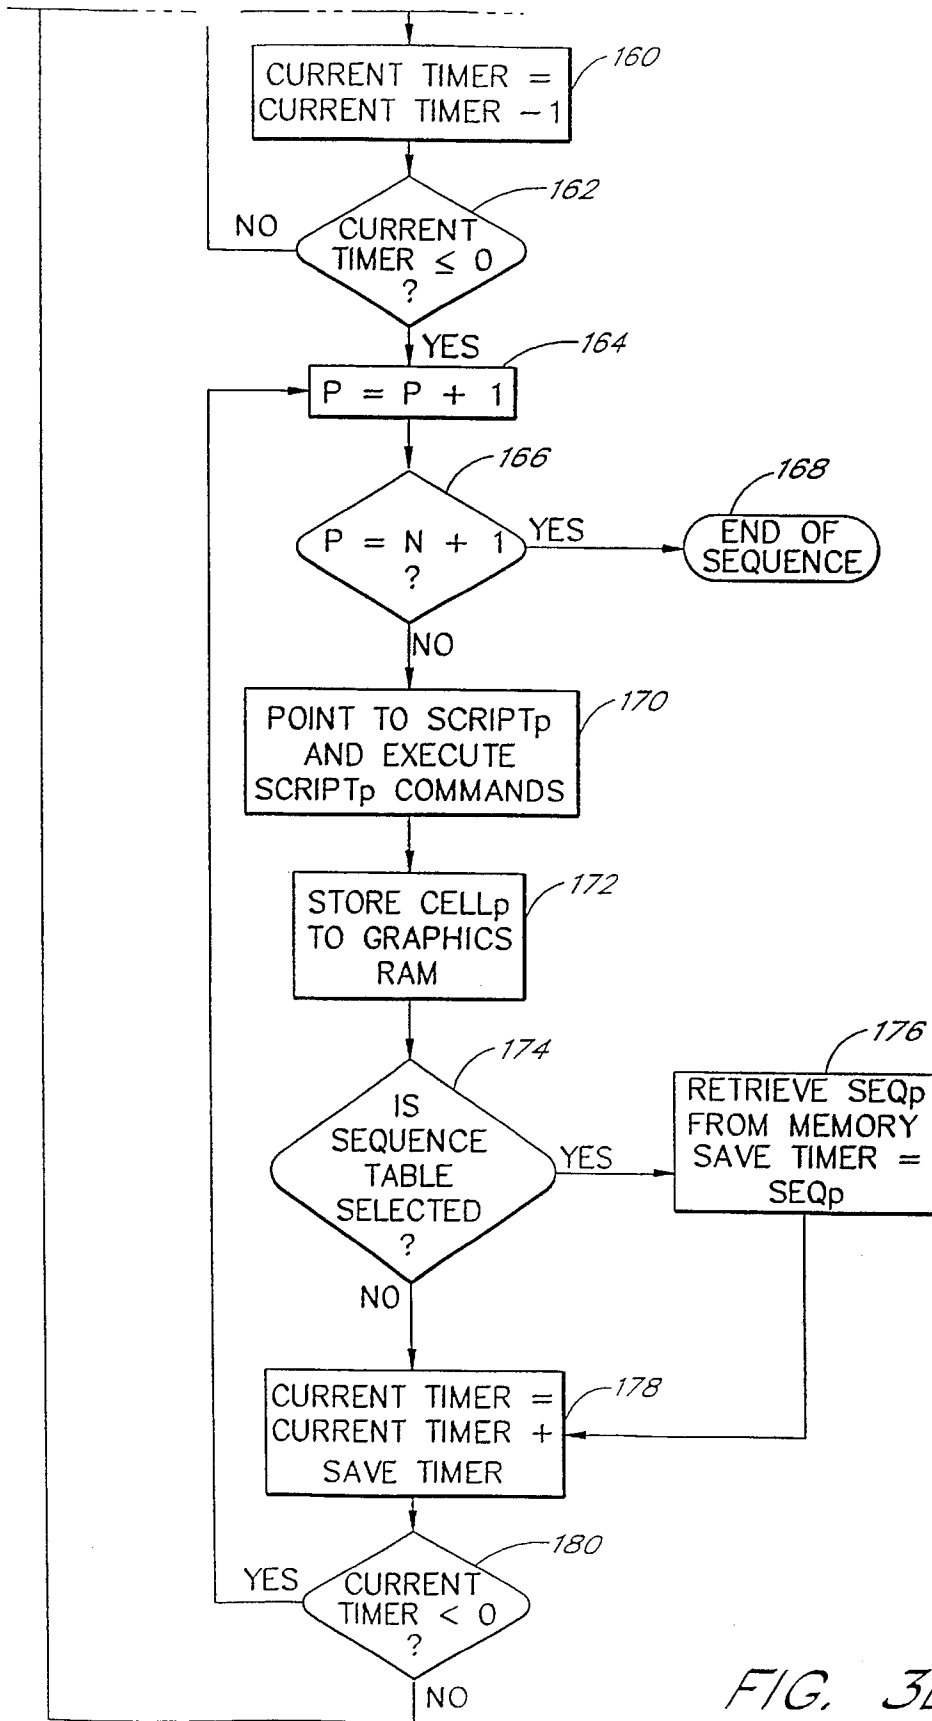 CURRENT TIMER =
CURRENT TIMER -1
160
162
NO
CURRENT
TIMER ≤ 0
?
YES
164
P = P + 1
166
P = N + 1
?
YES
168
END OF
SEQUENCE
NO
170
POINT TO SCRIPTp
AND EXECUTE
SCRIPTp COMMANDS
172
STORE CELLp
TO GRAPHICS
RAM
174
IS
SEQUENCE
TABLE
SELECTED
?
YES
176
RETRIEVE SEQp
FROM MEMORY
SAVE TIMER =
SEQp
NO
178
CURRENT TIMER =
CURRENT TIMER +
SAVE TIMER
180
YES
CURRENT
TIMER < 0
?
NO
FIG.